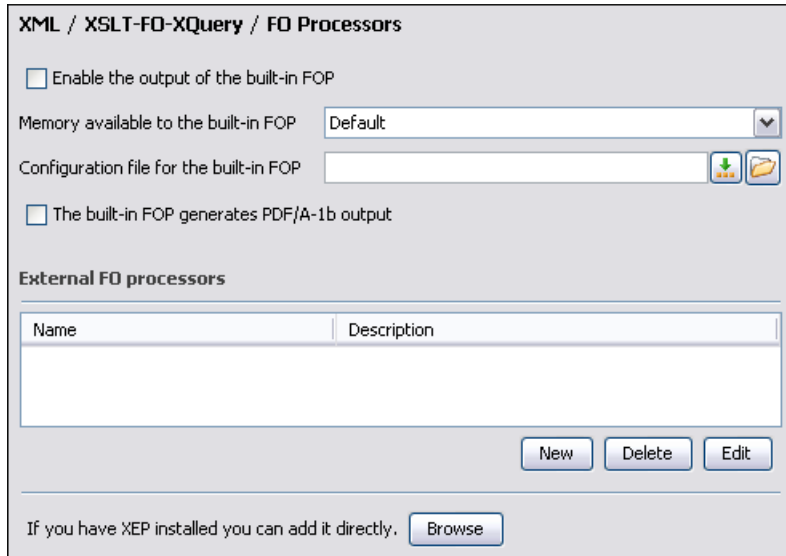 XML / XSLT-FO-XQuery / FO Processors
Enable the output of the built-in FOP
Memory available to the built-in FOP Default
Configuration file for the built-in FOP
The built-in FOP generates PDF/A-1b output
External FO processors
Name Description
New Delete Edit
If you have XEP installed you can add it directly. Browse